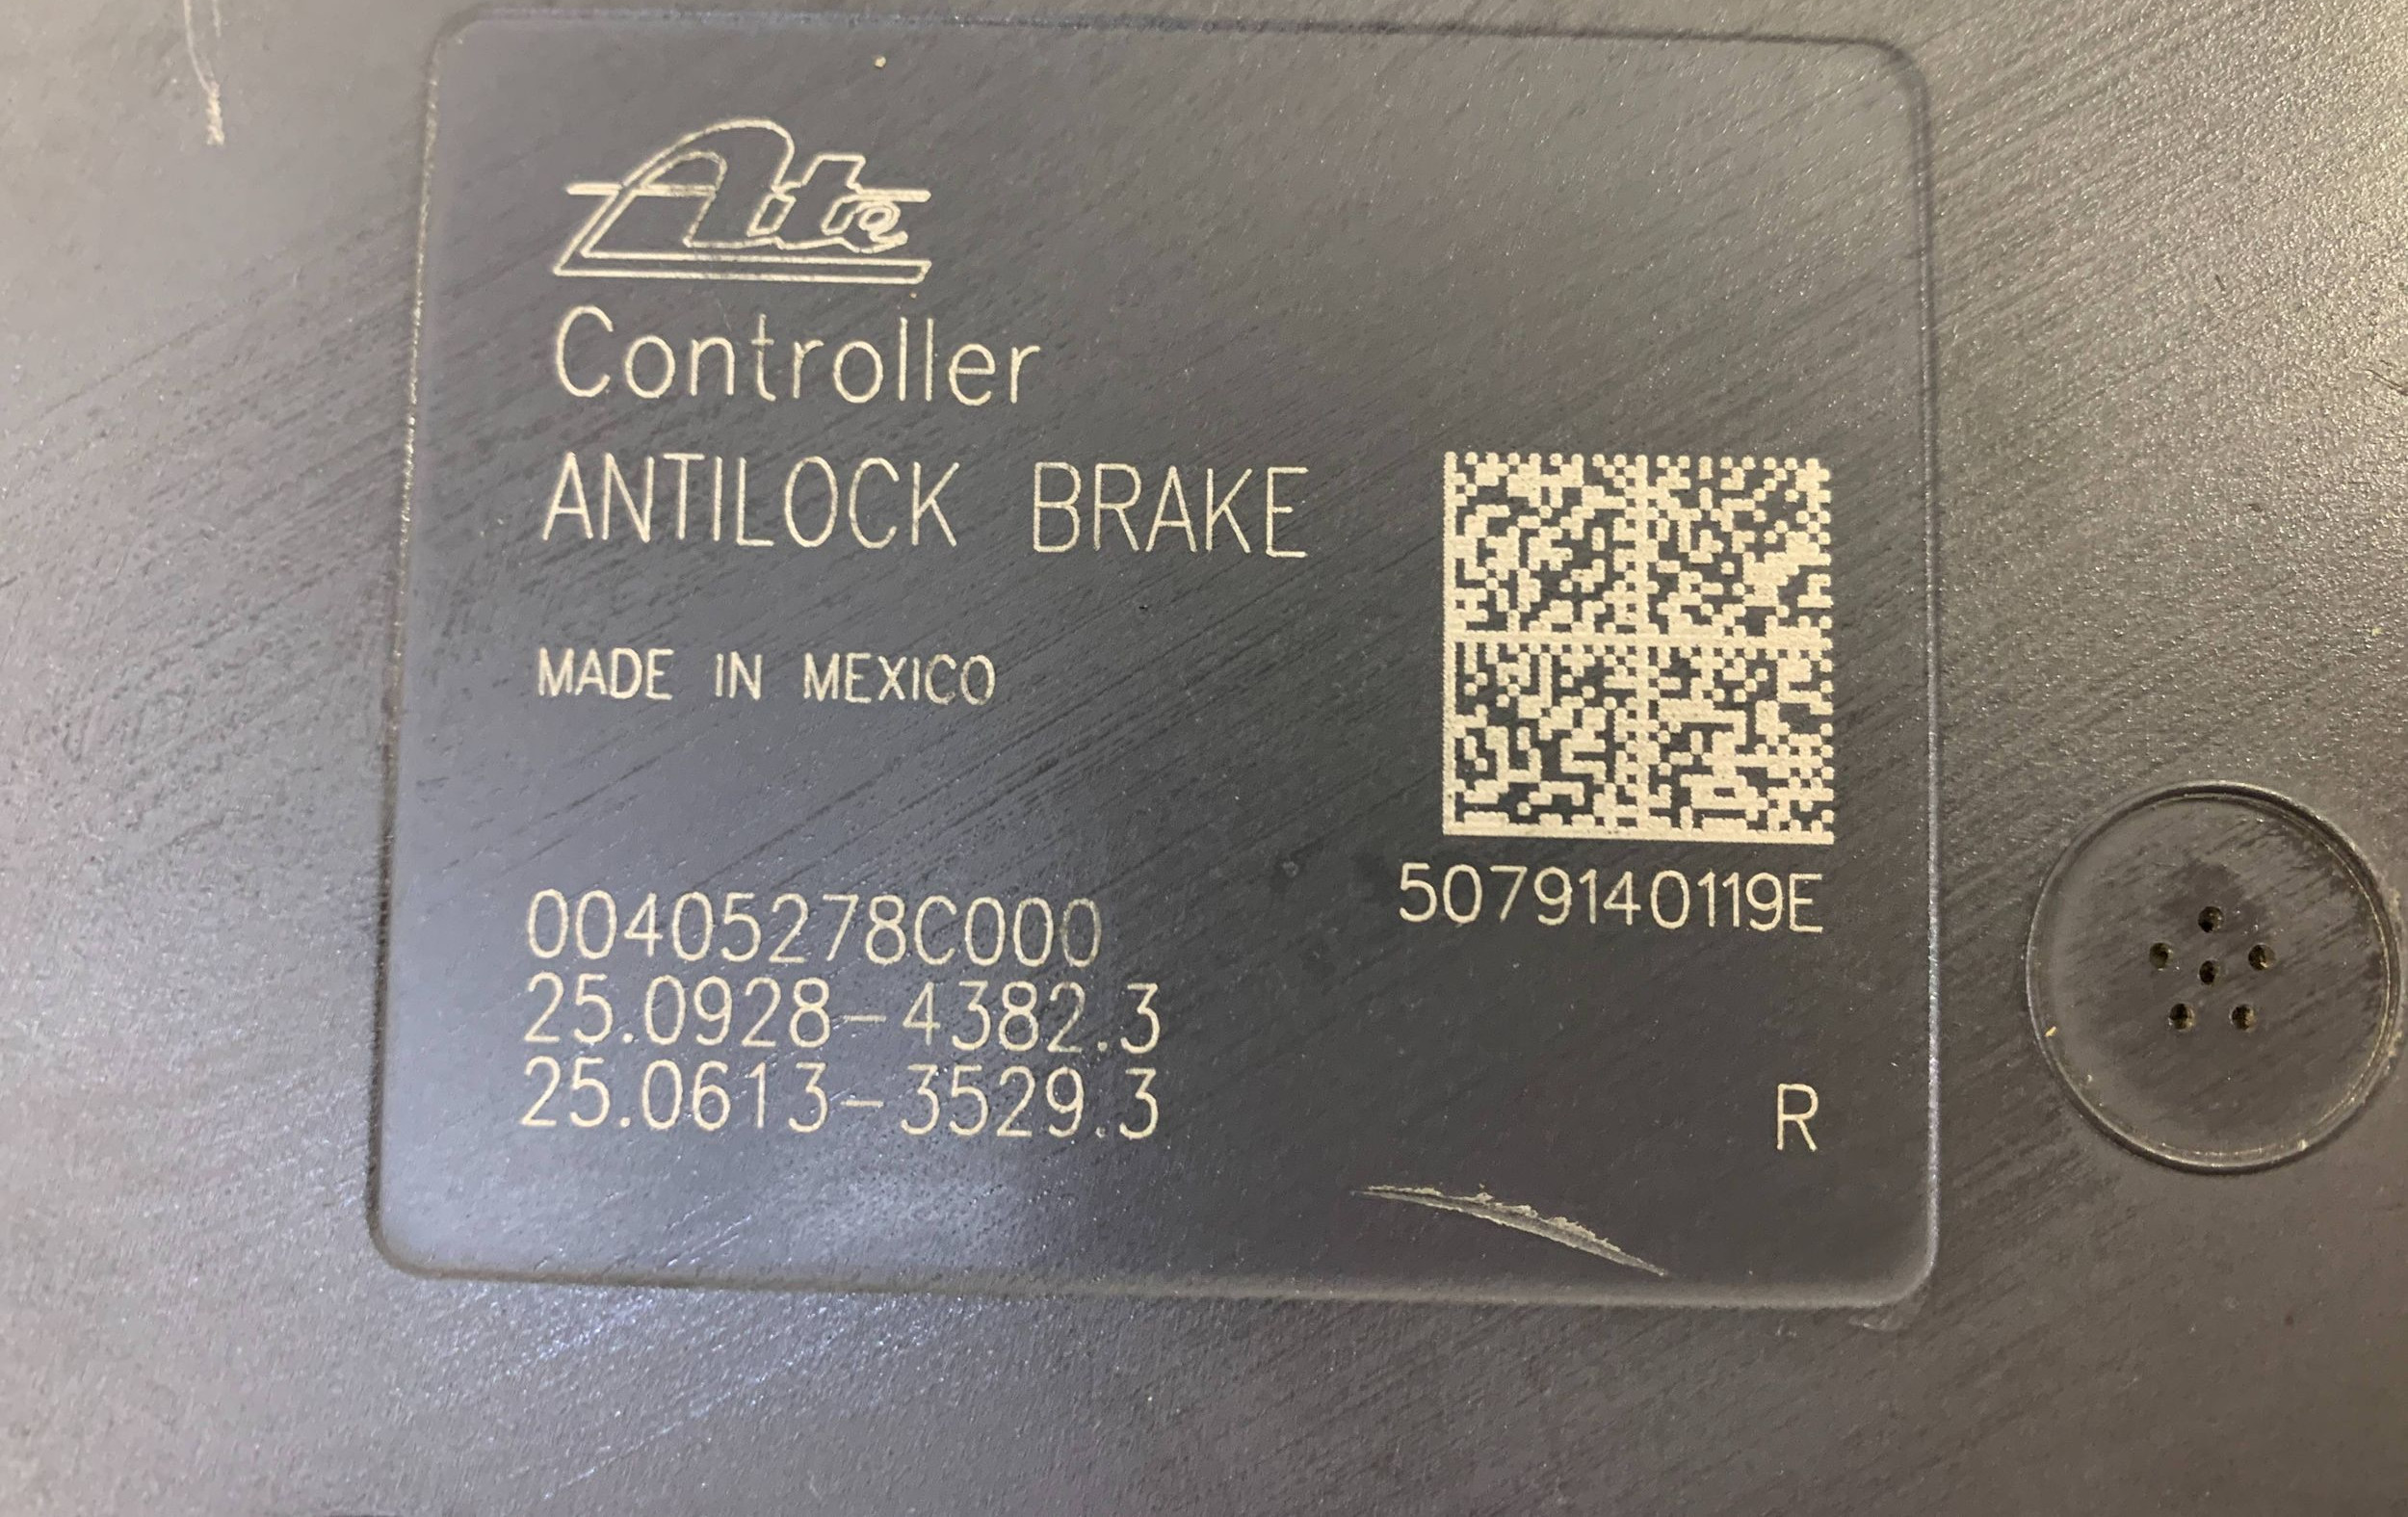 Ate
Controller
ANTILOCK BRAKE
MADE IN MEXICO
5079140119E
00405278C000
25.0928-4382.3
25.0613-3529.3
R